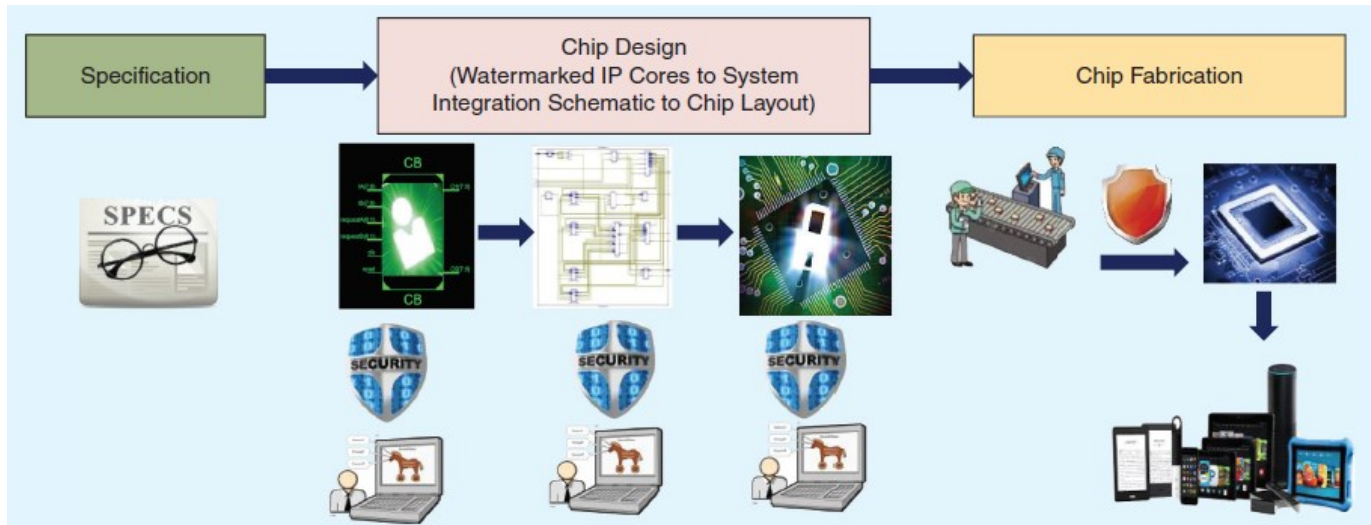 Specification
Chip Design
(Watermarked IP Cores to System
Integration Schematic to Chip Layout)
Chip Fabrication
CB
SPECS
CB
SECURITY
SECURITY
SECURITY